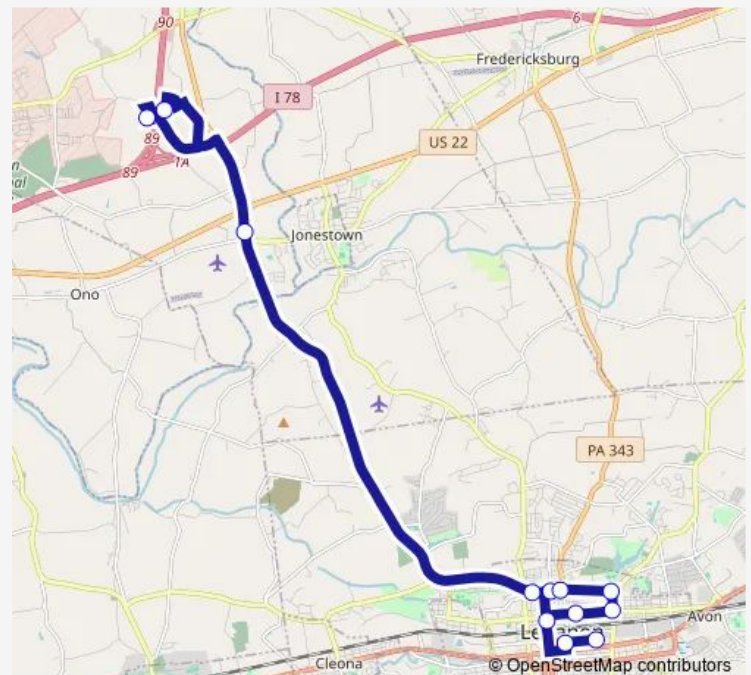 90
6
Fredericksburg
I 78
US 22
89
1A
89
Jonestown
Ono
PA 343
Avon
Cleona
© OpenStreetMap contributors